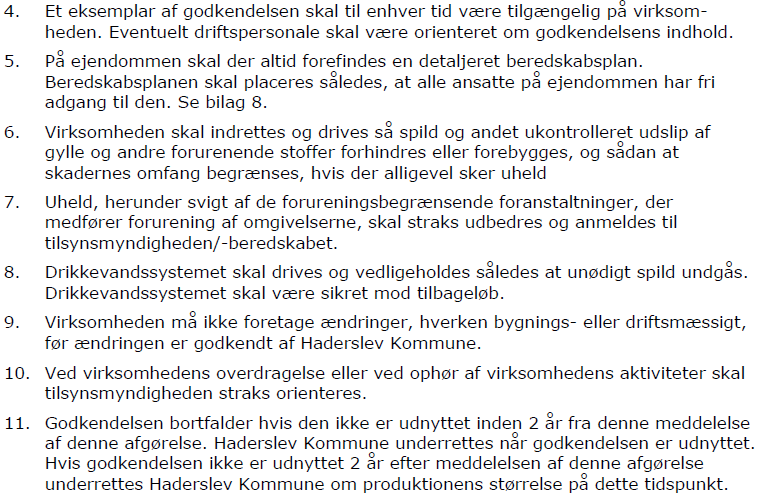 4. Et eksemplar af godkendelsen skal til enhver tid være tilgængelig på virksom-
heden. Eventuelt driftspersonale skal være orienteret om godkendelsens indhold.
5. På ejendommen skal der altid forefindes en detaljeret beredskabsplan.
Beredskabsplanen skal placeres således, at alle ansatte på ejendommen har fri
adgang til den. Se bilag 8.
6. Virksomheden skal indrettes og drives så spild og andet ukontrolleret udslip af
gylle og andre forurenende stoffer forhindres eller forebygges, og sådan at
skadernes omfang begrænses, hvis der alligevel sker uheld
7. Uheld, herunder svigt af de forureningsbegrænsende foranstaltninger, der
medfører forurening af omgivelserne, skal straks udbedres og anmeldes til
tilsynsmyndigheden/-beredskabet.
8. Drikkevandssystemet skal drives og vedligeholdes således at unødigt spild undgås.
Drikkevandssystemet skal være sikret mod tilbageløb.
9. Virksomheden må ikke foretage ændringer, hverken bygnings- eller driftsmæssigt,
før ændringen er godkendt af Haderslev Kommune.
10. Ved virksomhedens overdragelse eller ved ophør af virksomhedens aktiviteter skal
tilsynsmyndigheden straks orienteres.
11. Godkendelsen bortfalder hvis den ikke er udnyttet inden 2 år fra denne meddelelse
af denne afgørelse. Haderslev Kommune underrettes når godkendelsen er udnyttet.
Hvis godkendelsen ikke er udnyttet 2 år efter meddelelsen af denne afgørelse
underrettes Haderslev Kommune om produktionens størrelse på dette tidspunkt.